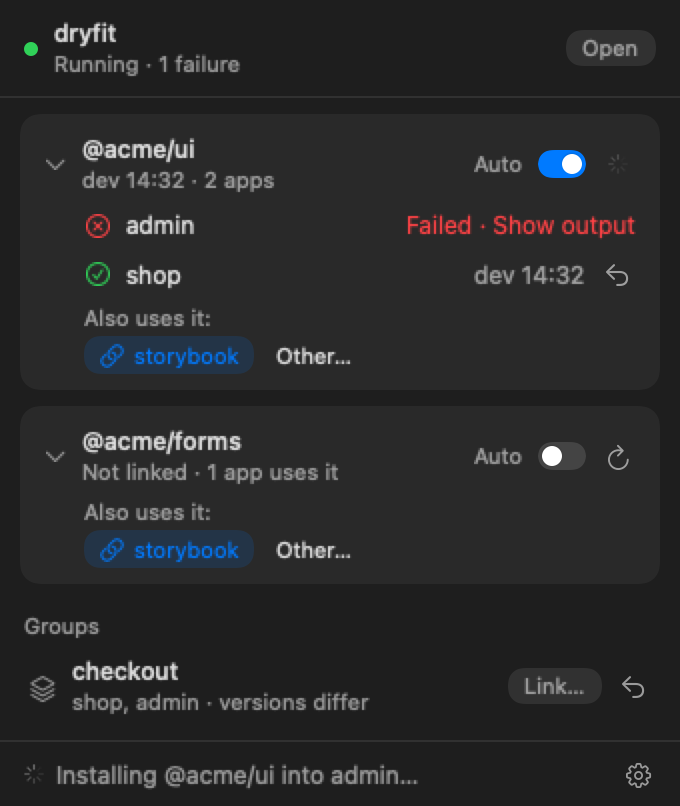 dryfit
Running · 1 failure
Open
@acme/ui
dev 14:32 · 2 apps
Auto
admin
Failed · Show output
shop
dev 14:32
Also uses it:
storybook Other...
@acme/forms
Not linked · 1 app uses it
Auto
Also uses it:
storybook Other...
Groups
checkout
shop, admin · versions differ
Link...
Installing @acme/ui into admin...